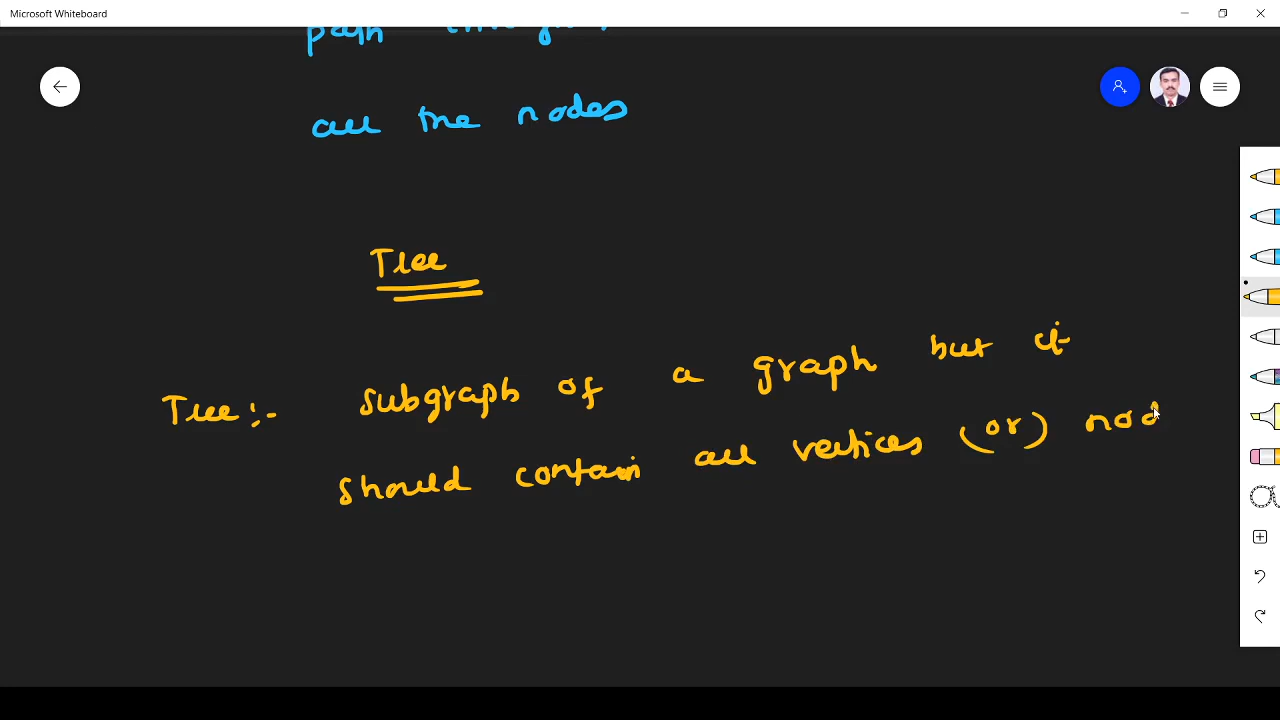 Microsoft Whiteboard
path
all the nodes
Tree
Tree:- subgraph of a graph but it
should contain all vertices (or) nod